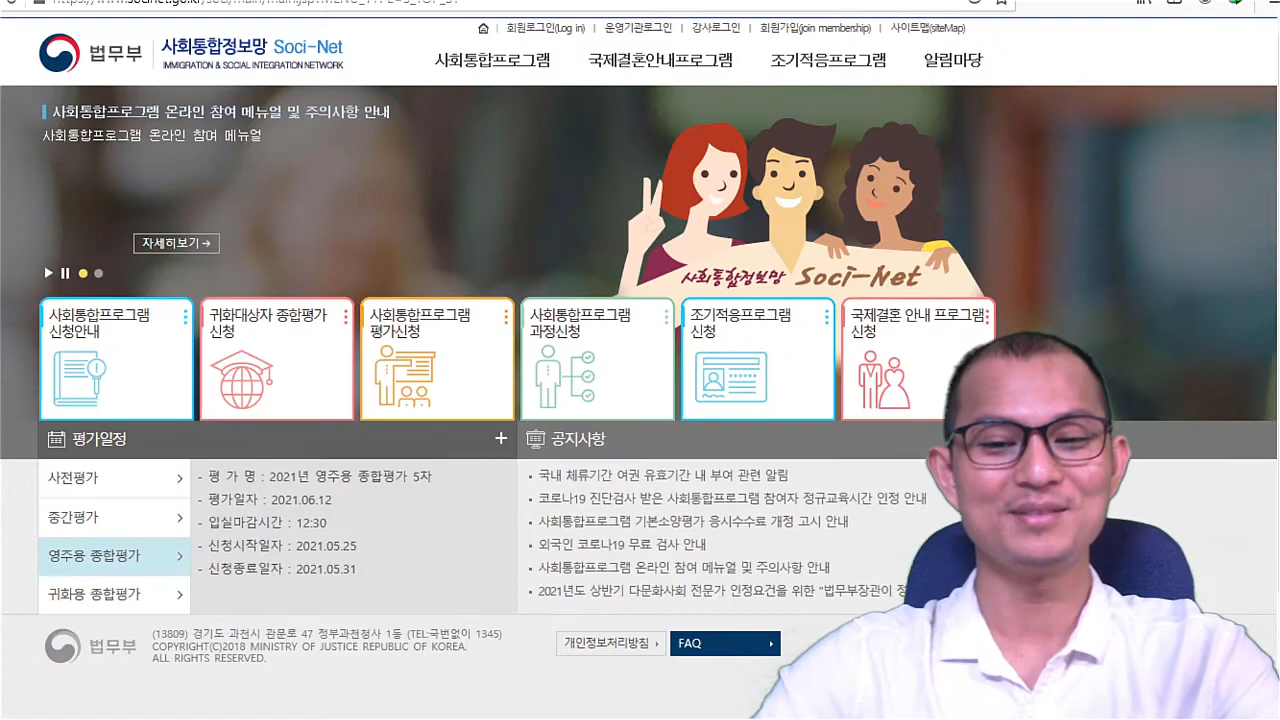 회원로그인(Log in) | 운영기관로그인 | 강사로그인 | 회원가입(join membership) | 사이트맵(siteMap)
법무부
사회통합정보망 Soci-Net
IMMIGRATION & SOCIAL INTEGRATION NETWORK
사회통합프로그램 국제결혼안내프로그램 조기적응프로그램 알림마당
사회통합프로그램 온라인 참여 메뉴얼 및 주의사항 안내
사회통합프로그램 온라인 참여 메뉴얼
자세히보기→
사회통합정보망 Soci-Net
사회통합프로그램
신청안내
귀화대상자 종합평가
신청
사회통합프로그램
평가신청
사회통합프로그램
과정신청
조기적응프로그램
신청
국제결혼 안내 프로그램
신청
평가일정 +
사전평가
중간평가
영주용 종합평가
귀화용 종합평가
- 평 가 명 : 2021년 영주용 종합평가 5차
- 평가일자 : 2021.06.12
- 입실마감시간 : 12:30
- 신청시작일자 : 2021.05.25
- 신청종료일자 : 2021.05.31
공지사항
국내 체류기간 여권 유효기간 내 부여 관련 알림
코로나19 진단검사 받은 사회통합프로그램 참여자 정규교육시간 인정 안내
사회통합프로그램 기본소양평가 응시수수료 개정 고시 안내
외국인 코로나19 무료 검사 안내
사회통합프로그램 온라인 참여 메뉴얼 및 주의사항 안내
2021년도 상반기 다문화사회 전문가 인정요건을 위한 "법무부장관이 정
법무부
(13809) 경기도 과천시 관문로 47 정부과천청사 1동 (TEL:국번없이 1345)
COPYRIGHT(C)2018 MINISTRY OF JUSTICE REPUBLIC OF KOREA.
ALL RIGHTS RESERVED.
개인정보처리방침
FAQ